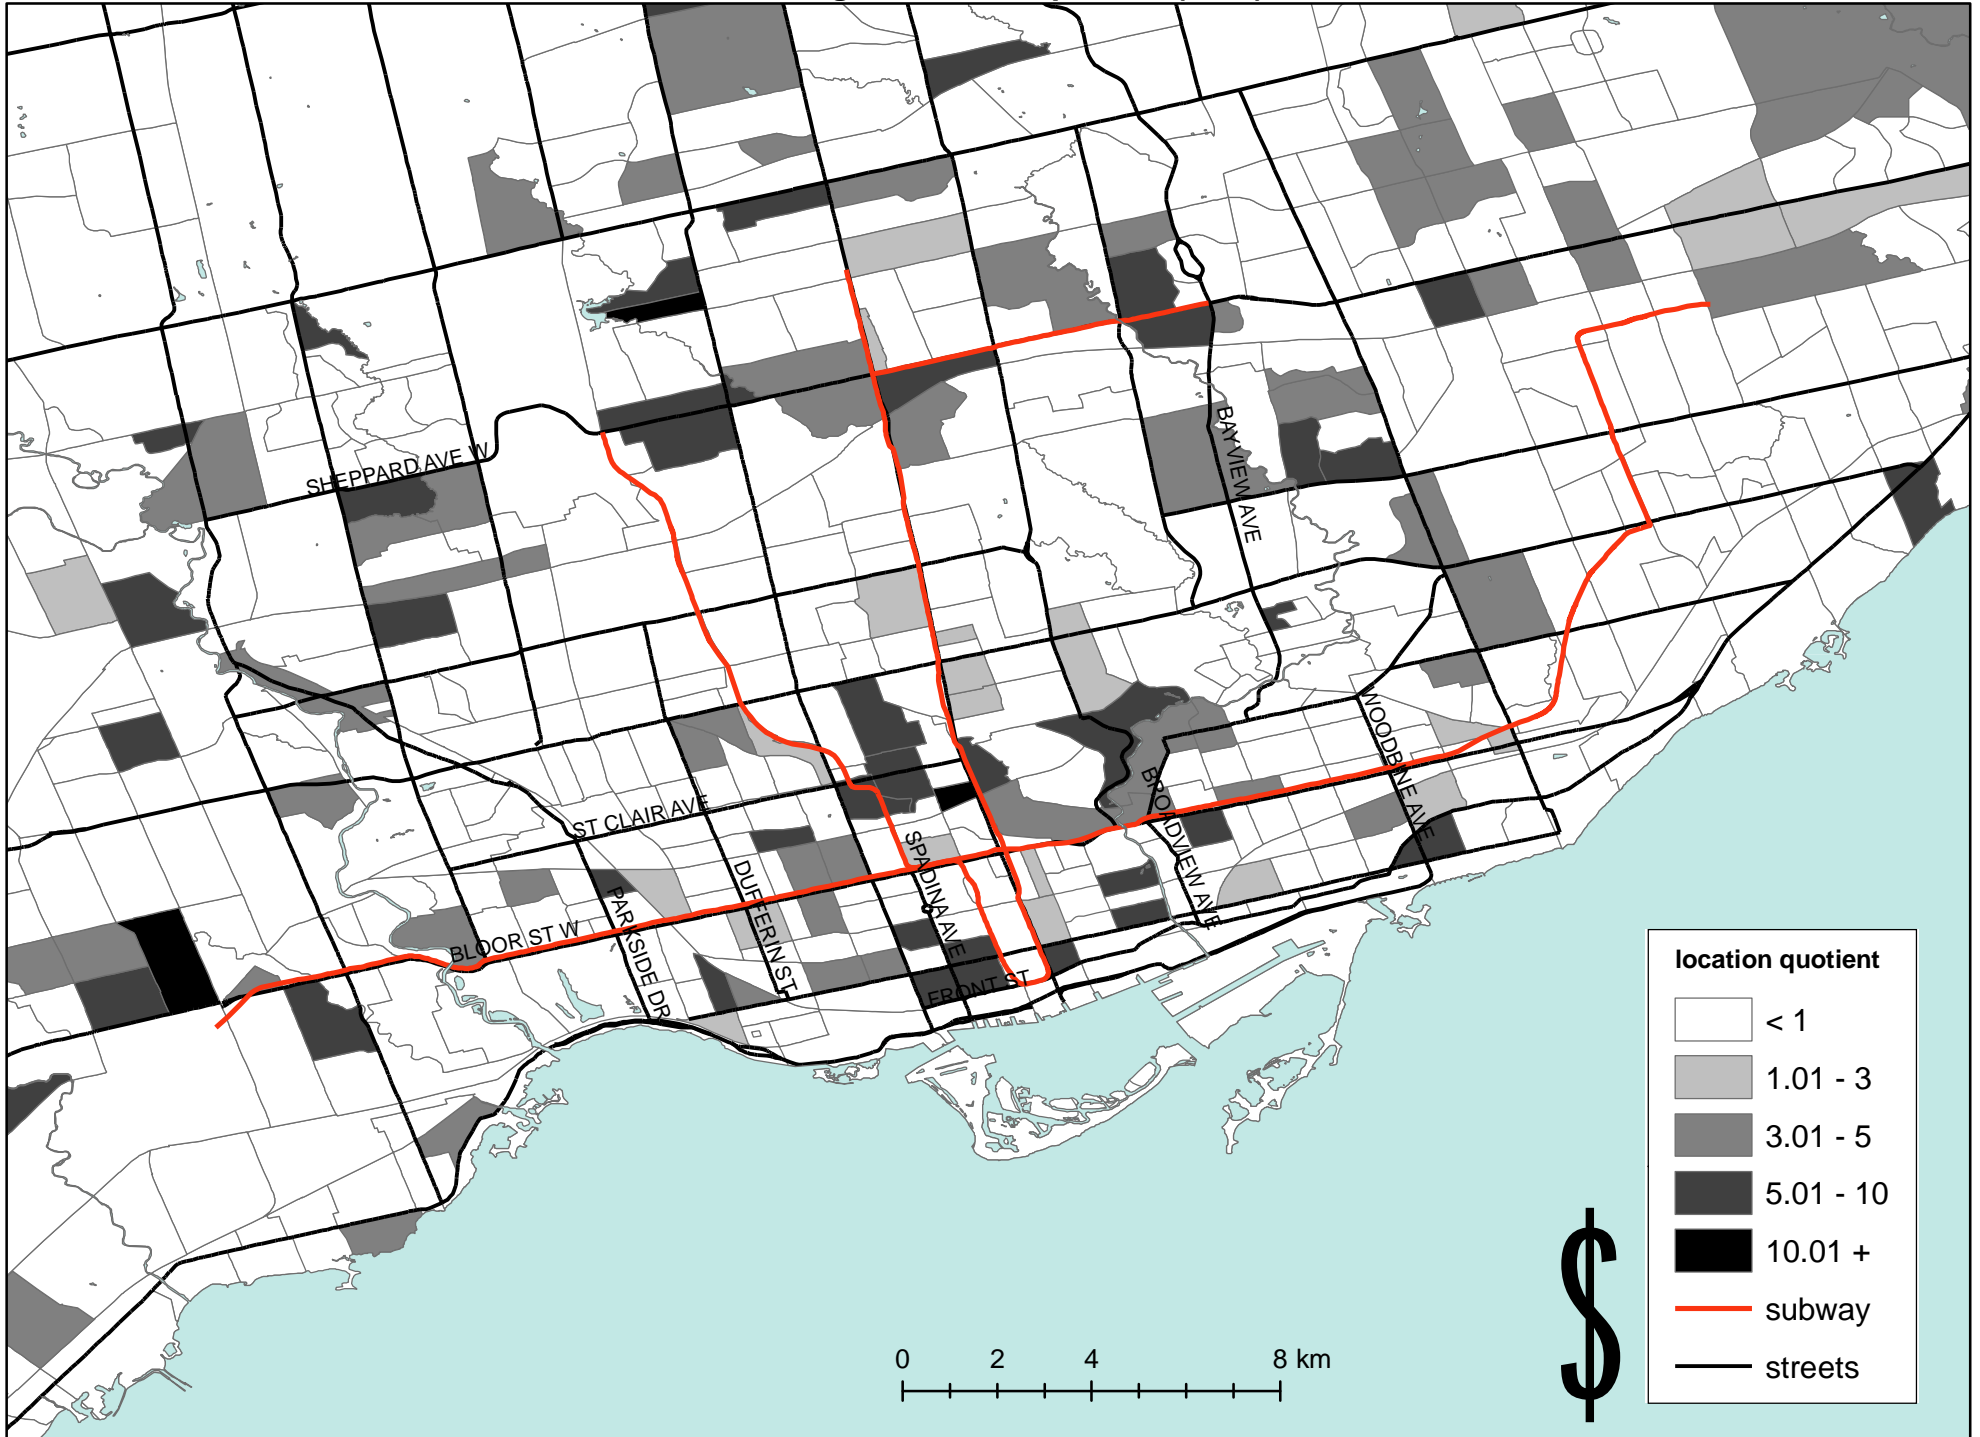 SHEPPARD AVE W
BAYVIEW AVE
WOODBINE AVE
BROADVIEW AVE
ST CLAIR AVE
SPADINA AVE
DUFFERIN ST
PARKSIDE DR
BLOOR ST W
FRONT ST
location quotient
< 1
1.01 - 3
3.01 - 5
5.01 - 10
10.01 +
subway
streets
0 2 4 8 km
$